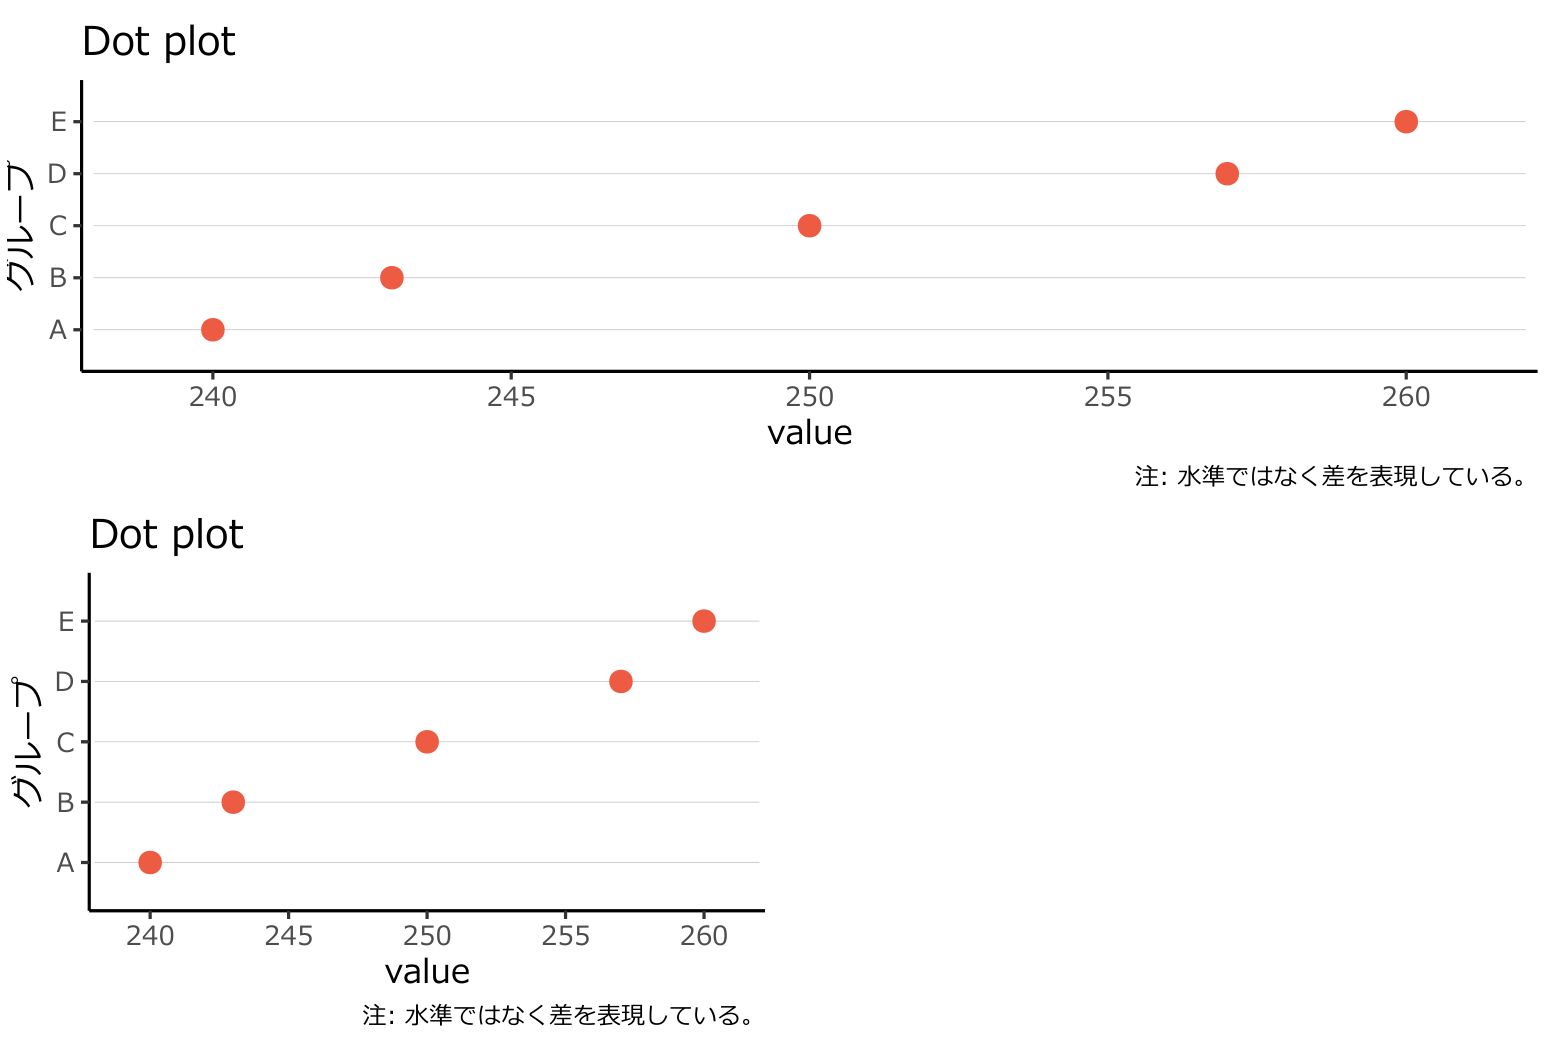 Dot plot
グループ
E
D
C
B
A
240 245 250 255 260
value
注: 水準ではなく差を表現している。
Dot plot
グループ
E
D
C
B
A
240 245 250 255 260
value
注: 水準ではなく差を表現している。